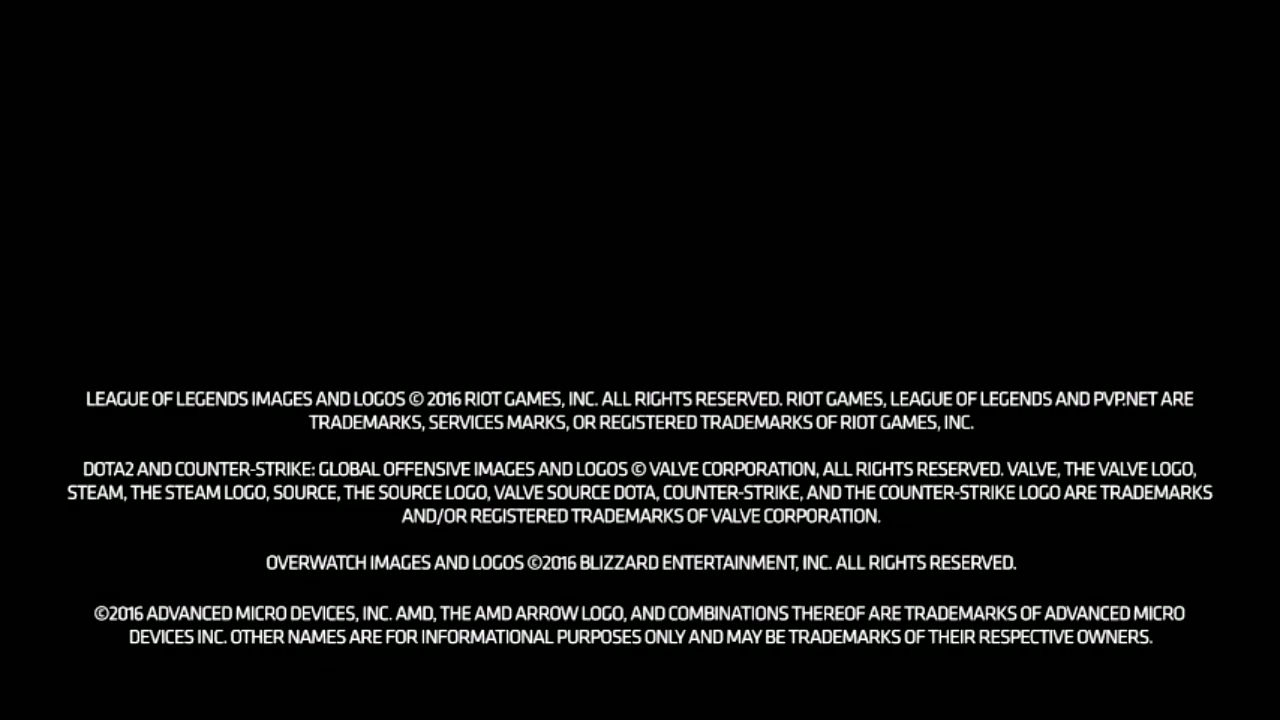 LEAGUE OF LEGENDS IMAGES AND LOGOS © 2016 RIOT GAMES, INC. ALL RIGHTS RESERVED. RIOT GAMES, LEAGUE OF LEGENDS AND PVP.NET ARE
TRADEMARKS, SERVICES MARKS, OR REGISTERED TRADEMARKS OF RIOT GAMES, INC.
DOTA2 AND COUNTER-STRIKE: GLOBAL OFFENSIVE IMAGES AND LOGOS © VALVE CORPORATION, ALL RIGHTS RESERVED. VALVE, THE VALVE LOGO,
STEAM, THE STEAM LOGO, SOURCE, THE SOURCE LOGO, VALVE SOURCE DOTA, COUNTER-STRIKE, AND THE COUNTER-STRIKE LOGO ARE TRADEMARKS
AND/OR REGISTERED TRADEMARKS OF VALVE CORPORATION.
OVERWATCH IMAGES AND LOGOS ©2016 BLIZZARD ENTERTAINMENT, INC. ALL RIGHTS RESERVED.
©2016 ADVANCED MICRO DEVICES, INC. AMD, THE AMD ARROW LOGO, AND COMBINATIONS THEREOF ARE TRADEMARKS OF ADVANCED MICRO
DEVICES INC. OTHER NAMES ARE FOR INFORMATIONAL PURPOSES ONLY AND MAY BE TRADEMARKS OF THEIR RESPECTIVE OWNERS.